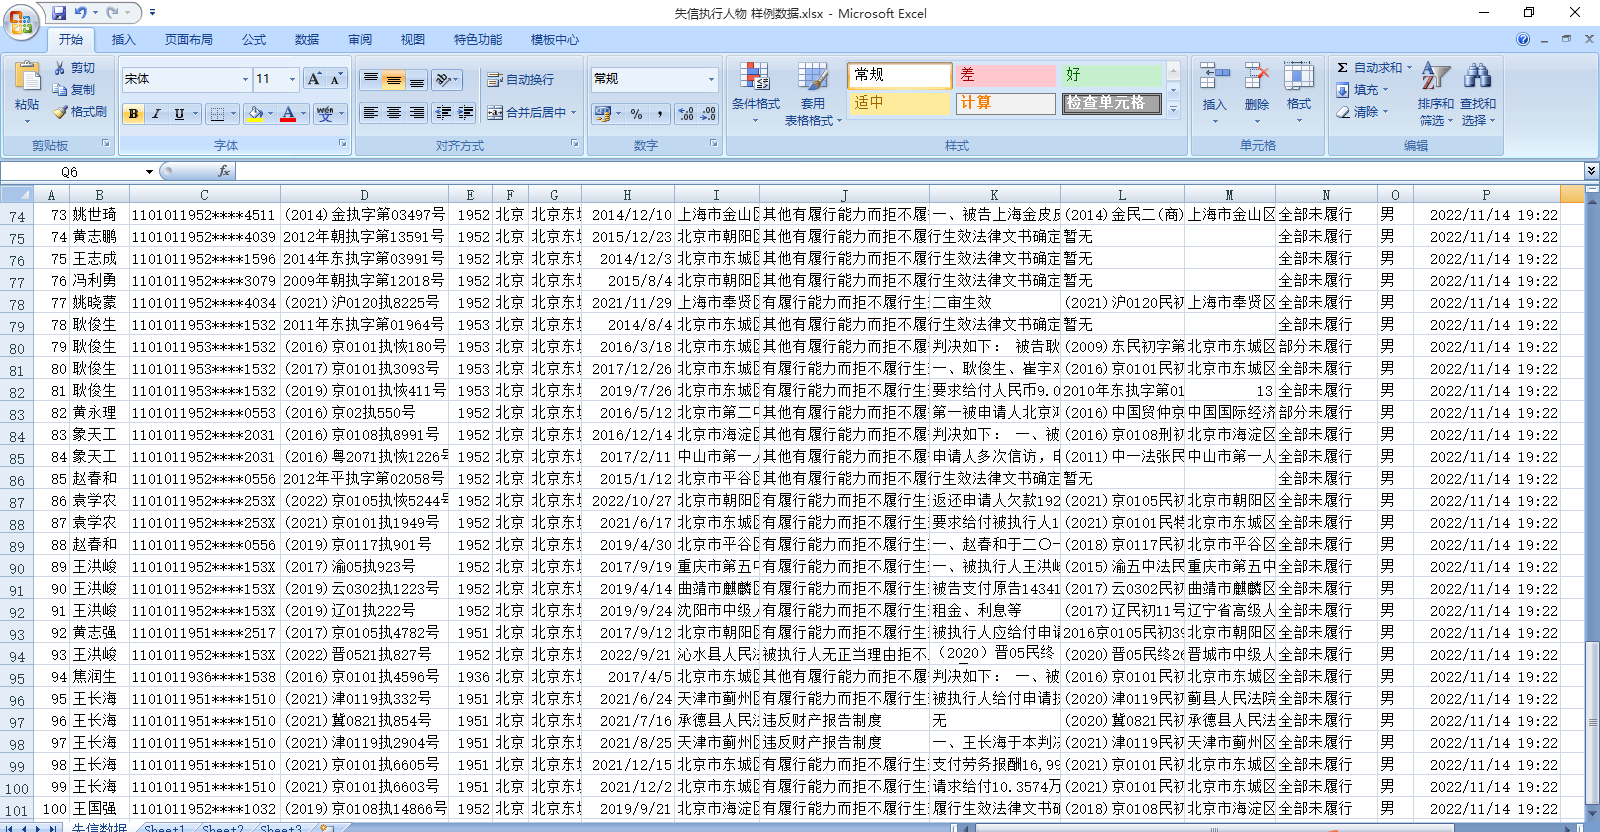 失信执行人物 样例数据.xlsx - Microsoft Excel
开始 插入 页面布局 公式 数据 审阅 视图 特色功能 模板中心
粘贴 剪切 复制 格式刷 剪贴板
宋体 11 B I U A A A wén 字体
自动换行 合并后居中 对齐方式
常规 % , 数字
条件格式 套用表格格式 常规 差 好 适中 计算 检查单元格 样式
插入 删除 格式 单元格
Σ 自动求和 填充 清除 排序和筛选 查找和选择 编辑
Q6 fx
A B C D E F G H I J K L M N O P
74 73 姚世琦 1101011952****4511 (2014)金执字第03497号 1952 北京 北京东 2014/12/10 上海市金山区 其他有履行能力而拒不履行 一、被告上海金皮 (2014)金民二(商) 上海市金山区 全部未履行 男 2022/11/14 19:22
75 74 黄志鹏 1101011952****4039 2012年朝执字第13591号 1952 北京 北京东 2015/12/23 北京市朝阳区 其他有履行能力而拒不履行生效法律文书确定 暂无 全部未履行 男 2022/11/14 19:22
76 75 王志成 1101011952****1596 2014年东执字第03991号 1952 北京 北京东 2014/12/3 北京市东城区 其他有履行能力而拒不履行生效法律文书确定 暂无 全部未履行 男 2022/11/14 19:22
77 76 冯利勇 1101011952****3079 2009年朝执字第12018号 1952 北京 北京东 2015/8/4 北京市朝阳区 其他有履行能力而拒不履行生效法律文书确定 暂无 全部未履行 男 2022/11/14 19:22
78 77 姚晓蒙 1101011952****4034 (2021)沪0120执8225号 1952 北京 北京东 2021/11/29 上海市奉贤区 有履行能力而拒不履行生 二审生效 (2021)沪0120民初 上海市奉贤区 全部未履行 男 2022/11/14 19:22
79 78 耿俊生 1101011953****1532 2011年东执字第01964号 1953 北京 北京东 2014/8/4 北京市东城区 其他有履行能力而拒不履行生效法律文书确定 暂无 全部未履行 男 2022/11/14 19:22
80 79 耿俊生 1101011953****1532 (2016)京0101执恢180号 1953 北京 北京东 2016/3/18 北京市东城区 其他有履行能力而拒不履行 判决如下： 被告耿 (2009)东民初字第 北京市东城区 部分未履行 男 2022/11/14 19:22
81 80 耿俊生 1101011953****1532 (2017)京0101执3093号 1953 北京 北京东 2017/12/26 北京市东城区 有履行能力而拒不履行生 一、耿俊生、崔宇 (2016)京0101民初 北京市东城区 全部未履行 男 2022/11/14 19:22
82 81 耿俊生 1101011953****1532 (2019)京0101执恢411号 1953 北京 北京东 2019/7/26 北京市东城区 有履行能力而拒不履行生 要求给付人民币9.0 2010年东执字第01 13 全部未履行 男 2022/11/14 19:22
83 82 黄永理 1101011952****0553 (2016)京02执550号 1952 北京 北京东 2016/5/12 北京市第二中 其他有履行能力而拒不履行 第一被申请人北京 (2016)中国贸仲京 中国国际经济 部分未履行 男 2022/11/14 19:22
84 83 象天工 1101011952****2031 (2016)京0108执8991号 1952 北京 北京东 2016/12/14 北京市海淀区 其他有履行能力而拒不履行 判决如下： 一、被 (2016)京0108刑初 北京市海淀区 全部未履行 男 2022/11/14 19:22
85 84 象天工 1101011952****2031 (2016)粤2071执恢1226号 1952 北京 北京东 2017/2/11 中山市第一人 其他有履行能力而拒不履行 申请人多次信访，申 (2011)中一法张民 中山市第一人 全部未履行 男 2022/11/14 19:22
86 85 赵春和 1101011952****0556 2012年平执字第02058号 1952 北京 北京东 2015/1/12 北京市平谷区 其他有履行能力而拒不履行生效法律文书确定 暂无 全部未履行 男 2022/11/14 19:22
87 86 袁学农 1101011952****253X (2022)京0105执恢5244号 1952 北京 北京东 2022/10/27 北京市朝阳区 有履行能力而拒不履行生 返还申请人欠款192 (2021)京0105民初 北京市朝阳区 全部未履行 男 2022/11/14 19:22
88 87 袁学农 1101011952****253X (2021)京0101执1949号 1952 北京 北京东 2021/6/17 北京市东城区 有履行能力而拒不履行生 要求给付被执行人1 (2021)京0101民特 北京市东城区 全部未履行 男 2022/11/14 19:22
89 88 赵春和 1101011952****0556 (2019)京0117执901号 1952 北京 北京东 2019/4/30 北京市平谷区 有履行能力而拒不履行生 一、赵春和于二〇一 (2018)京0117民初 北京市平谷区 全部未履行 男 2022/11/14 19:22
90 89 王洪峻 1101011952****153X (2017)渝05执923号 1952 北京 北京东 2017/9/19 重庆市第五中 有履行能力而拒不履行生 一、被执行人王洪峻 (2015)渝五中法民 重庆市第五中 全部未履行 男 2022/11/14 19:22
91 90 王洪峻 1101011952****153X (2019)云0302执1223号 1952 北京 北京东 2019/4/14 曲靖市麒麟区 有履行能力而拒不履行生 被告支付原告14341 (2017)云0302民初 曲靖市麒麟区 全部未履行 男 2022/11/14 19:22
92 91 王洪峻 1101011952****153X (2019)辽01执222号 1952 北京 北京东 2019/9/24 沈阳市中级人 有履行能力而拒不履行生 租金、利息等 (2017)辽民初11号 辽宁省高级人 全部未履行 男 2022/11/14 19:22
93 92 黄志强 1101011951****2517 (2017)京0105执4782号 1951 北京 北京东 2017/9/12 北京市朝阳区 有履行能力而拒不履行生 被执行人应给付申请 2016京0105民初39 北京市朝阳区 全部未履行 男 2022/11/14 19:22
94 93 王洪峻 1101011952****153X (2022)晋0521执827号 1952 北京 北京东 2022/9/21 沁水县人民法 被执行人无正当理由拒不 （2020）晋05民终 (2020)晋05民终26 晋城市中级人 全部未履行 男 2022/11/14 19:22
95 94 焦润生 1101011936****1538 (2016)京0101执4596号 1936 北京 北京东 2017/4/5 北京市东城区 其他有履行能力而拒不履行 判决如下： 一、被 (2016)京0101民初 北京市东城区 全部未履行 男 2022/11/14 19:22
96 95 王长海 1101011951****1510 (2021)津0119执332号 1951 北京 北京东 2021/6/24 天津市蓟州区 有履行能力而拒不履行生 被执行人给付申请执 (2020)津0119民初 蓟县人民法院 全部未履行 男 2022/11/14 19:22
97 96 王长海 1101011951****1510 (2021)冀0821执854号 1951 北京 北京东 2021/7/16 承德县人民法 违反财产报告制度 无 (2020)冀0821民初 承德县人民法 全部未履行 男 2022/11/14 19:22
98 97 王长海 1101011951****1510 (2021)津0119执2904号 1951 北京 北京东 2021/8/25 天津市蓟州区 违反财产报告制度 一、王长海于本判决 (2021)津0119民初 天津市蓟州区 全部未履行 男 2022/11/14 19:22
99 98 王长海 1101011951****1510 (2021)京0101执6605号 1951 北京 北京东 2021/12/15 北京市东城区 有履行能力而拒不履行生 支付劳务报酬16,99 (2021)京0101民初 北京市东城区 全部未履行 男 2022/11/14 19:22
100 99 王长海 1101011951****1510 (2021)京0101执6603号 1951 北京 北京东 2021/12/2 北京市东城区 有履行能力而拒不履行生 请求给付10.3574万 (2021)京0101民初 北京市东城区 全部未履行 男 2022/11/14 19:22
101 100 王国强 1101011951****1032 (2019)京0108执14866号 1952 北京 北京东 2019/9/21 北京市海淀区 其他有履行能力而拒不履行 履行生效法律文书确 (2018)京0108民初 北京市海淀区 全部未履行 男 2022/11/14 19:22
失信数据 Sheet1 Sheet2 Sheet3